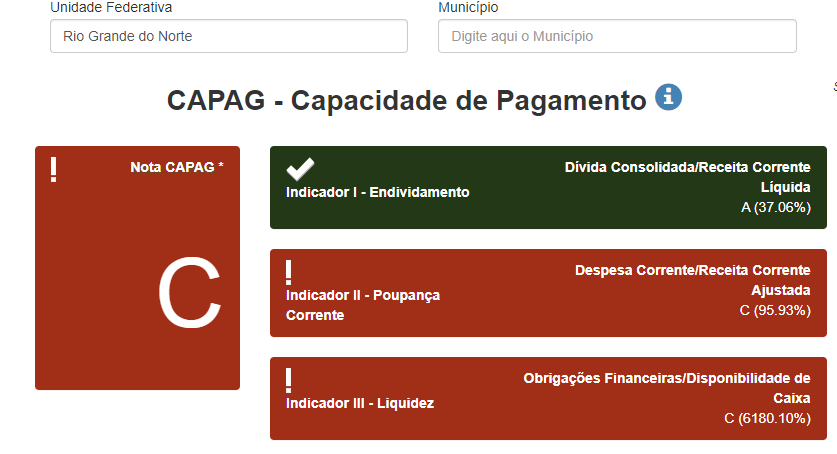 Unidade Federativa
Município
Rio Grande do Norte
Digite aqui o Município
CAPAG - Capacidade de Pagamento
Nota CAPAG *
C
Indicador I - Endividamento
Dívida Consolidada/Receita Corrente
Líquida
A (37.06%)
Indicador II - Poupança
Corrente
Despesa Corrente/Receita Corrente
Ajustada
C (95.93%)
Indicador III - Liquidez
Obrigações Financeiras/Disponibilidade de
Caixa
C (6180.10%)